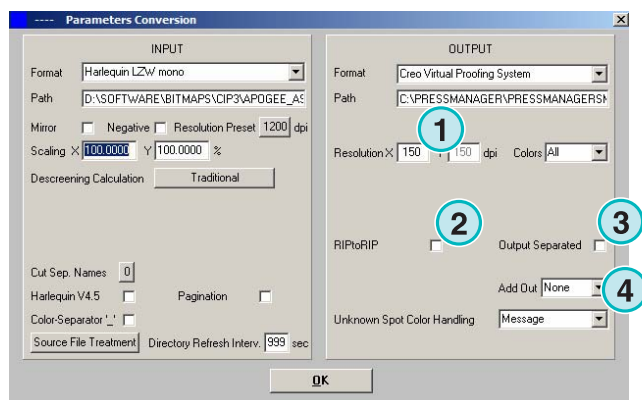 ---- Parameters Conversion
INPUT
Format Harlequin LZW mono
Path D:\SOFTWARE\BITMAPS\CIP3\APOGEE_AS
Mirror Negative Resolution Preset 1200 dpi
Scaling X 100.0000 Y 100.0000 %
Descreening Calculation Traditional
Cut Sep. Names 0
Harlequin V4.5 Pagination
Color-Separator '_'
Source File Treatment Directory Refresh Interv. 999 sec
OUTPUT
Format Creo Virtual Proofing System
Path C:\PRESSMANAGER\PRESSMANAGERSM
1
Resolution X 150 150 dpi Colors All
2
3
RIPtoRIP Output Separated
Add Out None
4
Unknown Spot Color Handling Message
OK